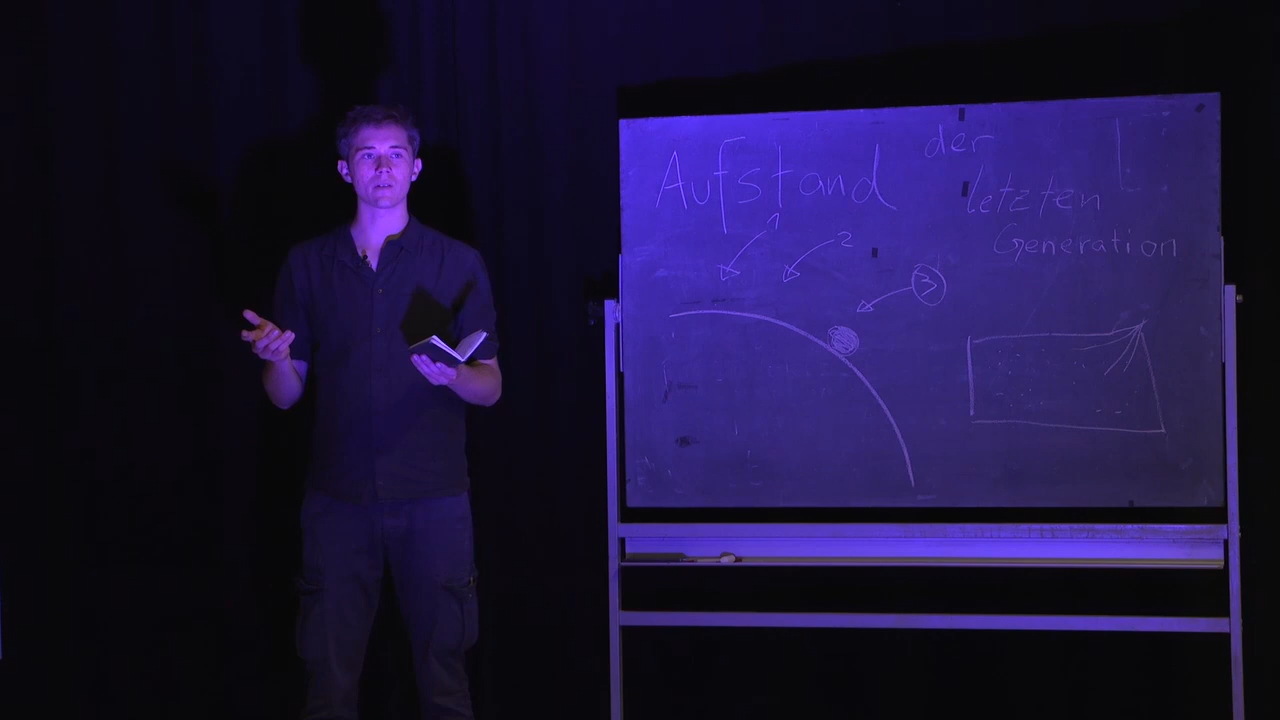 Aufstand der
letzten
Generation
1
2
3